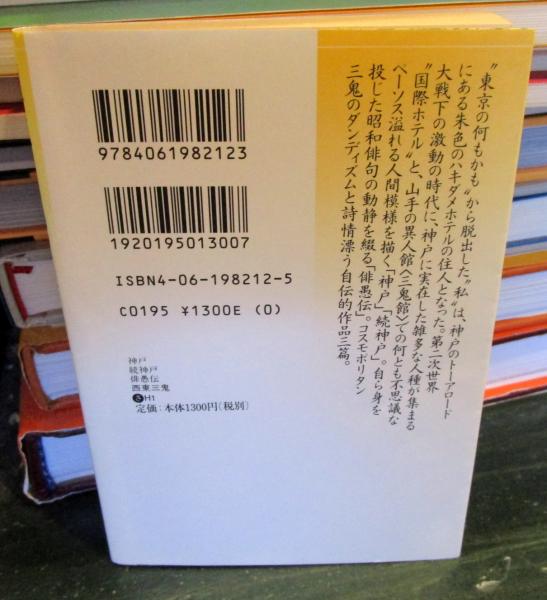 〝東京の何もかも〟から脱出した〝私〟は、神戸のトーアロード
にある朱色のハキダメホテルの住人となった。第二次世界
大戦下の激動の時代に、神戸に実在した雑多な人種が集まる
〝国際ホテル〟と、山手の異人館〈三鬼館〉での何とも不思議な
ペーソス溢れる人間模様を描く「神戸」「続神戸」。自ら身を
投じた昭和俳句の動静を綴る「俳愚伝」。コスモポリタン
三鬼のダンディズムと詩情漂う自伝的作品三篇。
9784061982123
1920195013007
ISBN4-06-198212-5
C0195 ¥1300E (0)
神戸
続神戸
俳愚伝
西東三鬼
さH1
定価:本体1300円(税別)